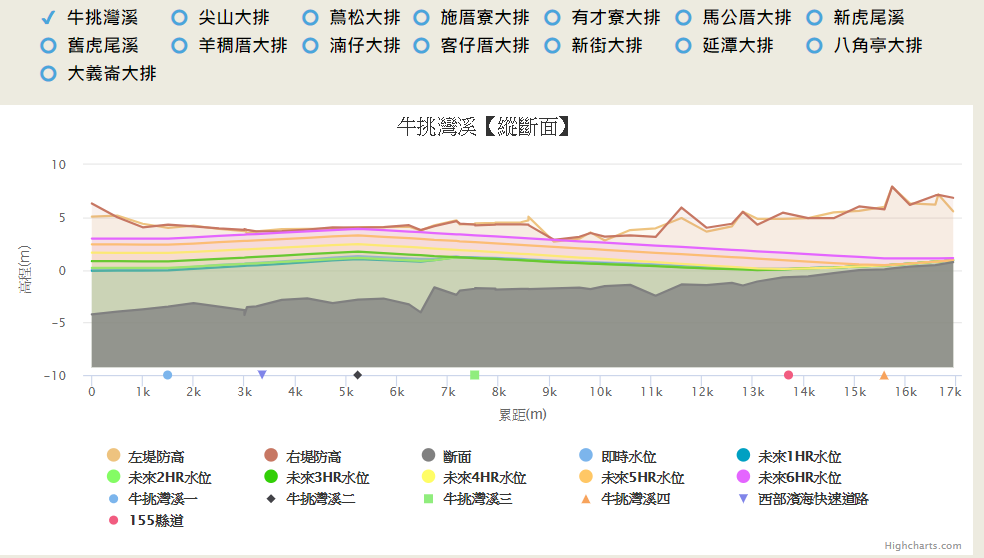 牛挑灣溪 尖山大排 蔦松大排 施厝寮大排 有才寮大排 馬公厝大排 新虎尾溪
舊虎尾溪 羊稠厝大排 湳仔大排 客仔厝大排 新街大排 延潭大排 八角亭大排
大義崙大排
牛挑灣溪【縱斷面】
10
5
0
-5
-10
高程(m)
0 1k 2k 3k 4k 5k 6k 7k 8k 9k 10k 11k 12k 13k 14k 15k 16k 17k
累距(m)
左堤防高 右堤防高 斷面 即時水位 未來1HR水位
未來2HR水位 未來3HR水位 未來4HR水位 未來5HR水位 未來6HR水位
牛挑灣溪一 牛挑灣溪二 牛挑灣溪三 牛挑灣溪四 西部濱海快速道路
155縣道
Highcharts.com